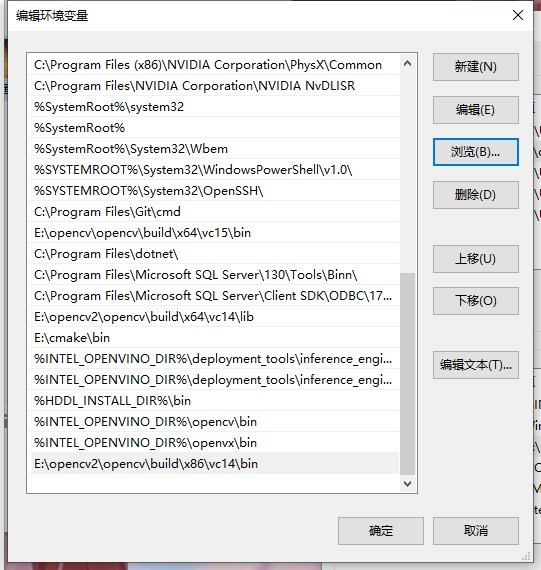 编辑环境变量
C:\Program Files (x86)\NVIDIA Corporation\PhysX\Common
C:\Program Files\NVIDIA Corporation\NVIDIA NvDLISR
%SystemRoot%\system32
%SystemRoot%
%SystemRoot%\System32\Wbem
%SYSTEMROOT%\System32\WindowsPowerShell\v1.0\
%SYSTEMROOT%\System32\OpenSSH\
C:\Program Files\Git\cmd
E:\opencv\opencv\build\x64\vc15\bin
C:\Program Files\dotnet\
C:\Program Files\Microsoft SQL Server\130\Tools\Binn\
C:\Program Files\Microsoft SQL Server\Client SDK\ODBC\17...
E:\opencv2\opencv\build\x64\vc14\lib
E:\cmake\bin
%INTEL_OPENVINO_DIR%\deployment_tools\inference_engi...
%INTEL_OPENVINO_DIR%\deployment_tools\inference_engi...
%HDDL_INSTALL_DIR%\bin
%INTEL_OPENVINO_DIR%\opencv\bin
%INTEL_OPENVINO_DIR%\openvx\bin
E:\opencv2\opencv\build\x86\vc14\bin
新建(N)
编辑(E)
浏览(B)...
删除(D)
上移(U)
下移(O)
编辑文本(T)...
确定
取消